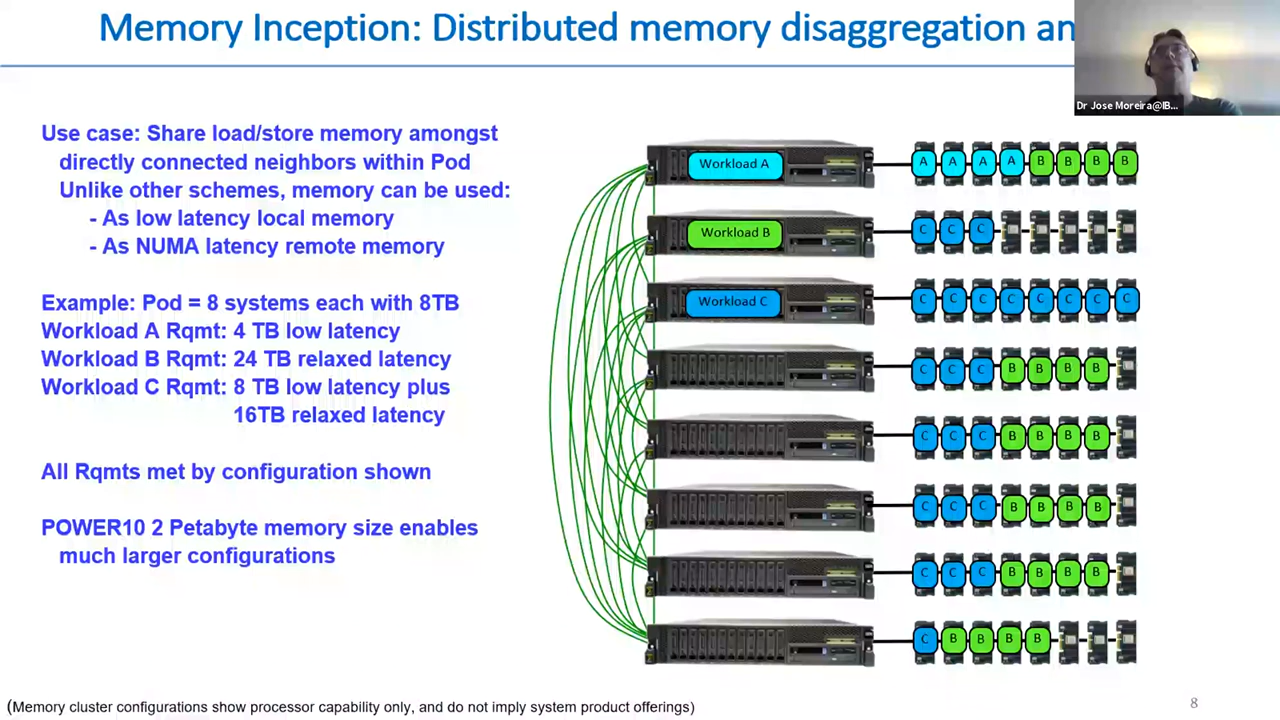 Memory Inception: Distributed memory disaggregation an
Dr Jose Moreira@IB...
Use case: Share load/store memory amongst
directly connected neighbors within Pod
Unlike other schemes, memory can be used:
- As low latency local memory
- As NUMA latency remote memory
Example: Pod = 8 systems each with 8TB
Workload A Rqmt: 4 TB low latency
Workload B Rqmt: 24 TB relaxed latency
Workload C Rqmt: 8 TB low latency plus
16TB relaxed latency
All Rqmts met by configuration shown
POWER10 2 Petabyte memory size enables
much larger configurations
Workload A A A A A B B B B
Workload B C C C
Workload C C C C C C C C C
C C C B B B B
C C C B B B B
C C C B B B B
C C C B B B B
C B B B B
(Memory cluster configurations show processor capability only, and do not imply system product offerings)
8